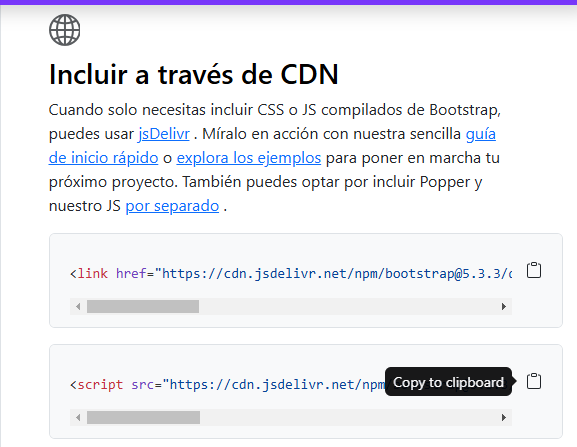 Incluir a través de CDN
Cuando solo necesitas incluir CSS o JS compilados de Bootstrap,
puedes usar jsDelivr . Míralo en acción con nuestra sencilla guía
de inicio rápido o explora los ejemplos para poner en marcha tu
próximo proyecto. También puedes optar por incluir Popper y
nuestro JS por separado .
<link href="https://cdn.jsdelivr.net/npm/bootstrap@5.3.3/
<script src="https://cdn.jsdelivr.net/npm
Copy to clipboard